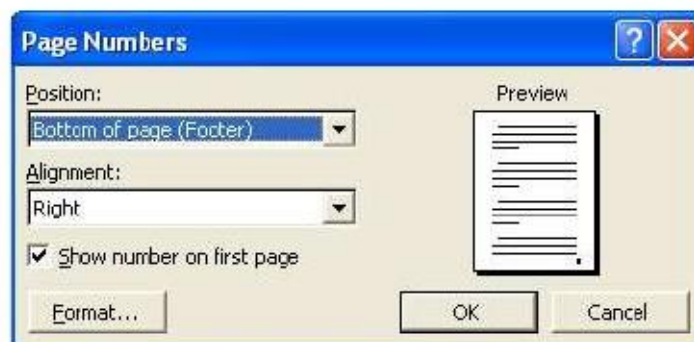 Page Numbers
Position:
Preview
Bottom of page (Footer)
Alignment:
Right
Show number on first page
Format...
OK
Cancel